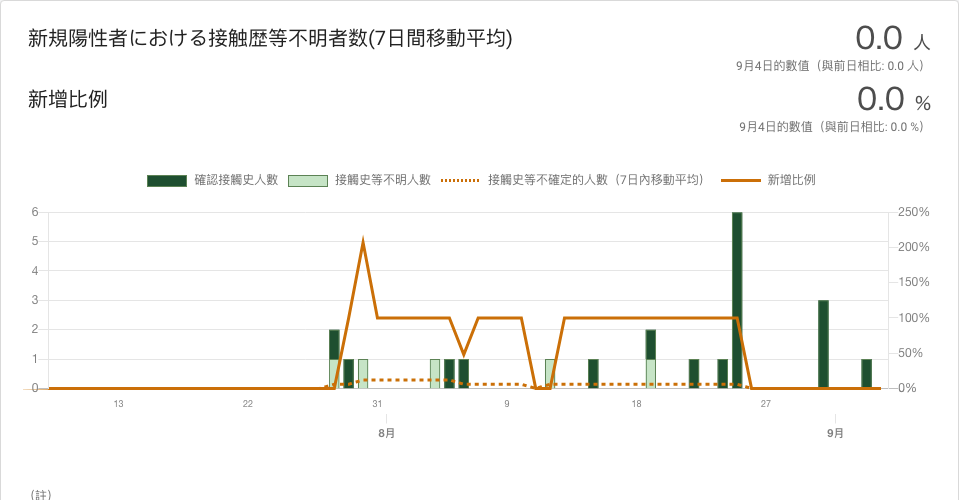 新規陽性者における接触歴等不明者数(7日間移動平均)
0.0 人
9月4日的數值（與前日相比: 0.0 人）
新增比例
0.0 %
9月4日的數值（與前日相比: 0.0 %）
確認接觸史人數 接觸史等不明人數 接觸史等不確定的人數（7日內移動平均） 新增比例
6 250%
5 200%
4 150%
3 100%
2 50%
1 0%
0
13 22 31 9 18 27
8月 9月
（註）